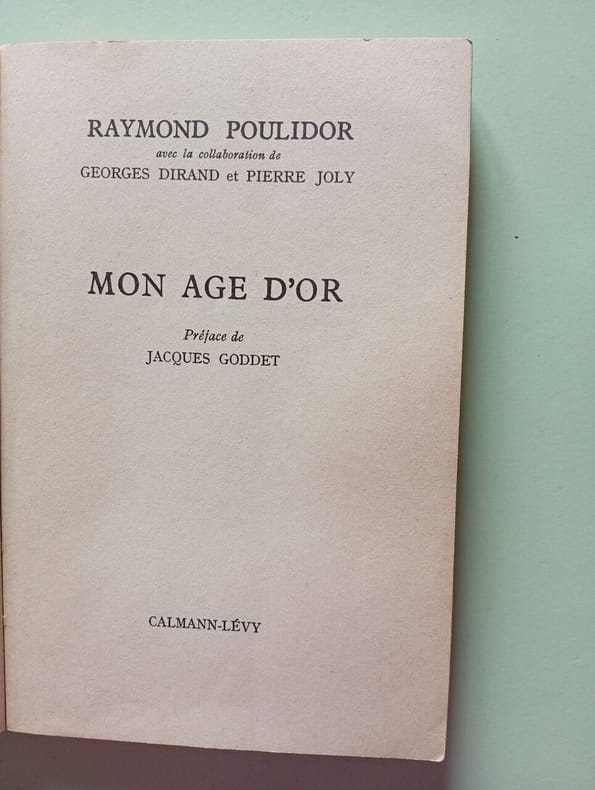 RAYMOND POULIDOR
avec la collaboration de
GEORGES DIRAND et PIERRE JOLY
MON AGE D'OR
Préface de
JACQUES GODDET
CALMANN-LÉVY